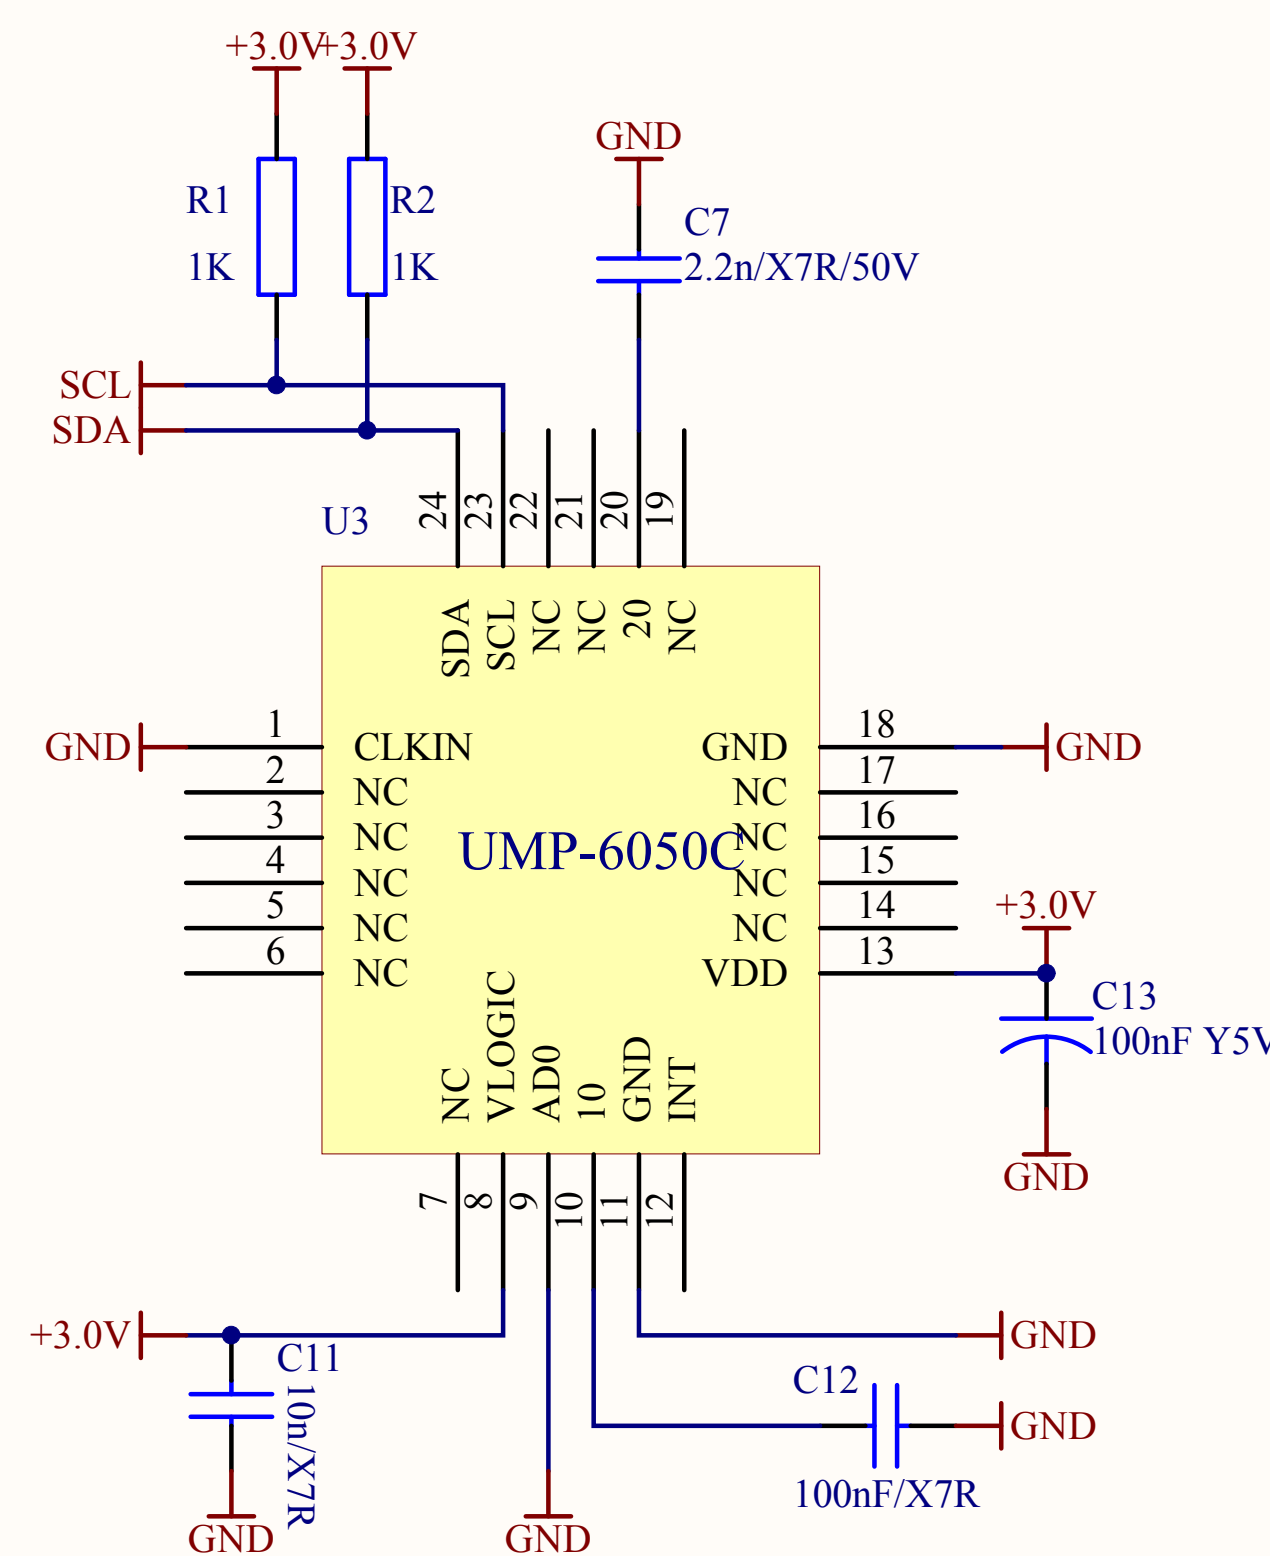 +3.0V
+3.0V
GND
R1
1K
R2
1K
C7
2.2n/X7R/50V
SCL
SDA
U3
24
23
22
21
20
19
SDA
SCL
NC
NC
20
NC
GND
1
CLKIN
2
NC
3
NC
4
NC
5
NC
6
NC
UMP-6050C
GND
18
GND
NC
17
NC
16
NC
15
NC
14
VDD
13
+3.0V
C13
100nF Y5V
GND
NC
VLOGIC
AD0
10
GND
INT
7
8
9
10
11
12
+3.0V
C11
10n/X7R
GND
GND
GND
C12
GND
100nF/X7R